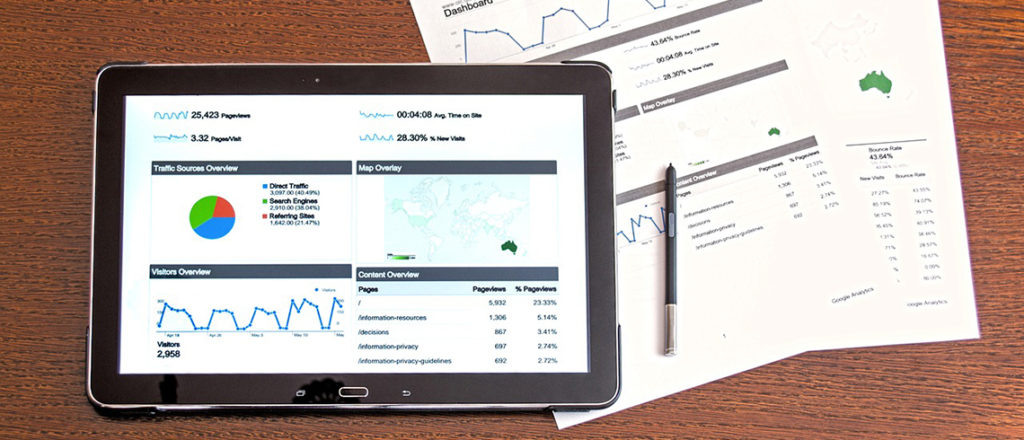 25,423 Pageviews
00:04:08 Avg. Time on Site
3.32 Pages/Visit
28.30% % New Visits
Traffic Sources Overview
Direct Traffic
3,097.00 (40.49%)
Search Engines
2,910.00 (38.04%)
Referring Sites
1,642.00 (21.47%)
Map Overlay
Visitors Overview
Visitors
Visitors
2,958
Content Overview
Pages Pageviews % Pageviews
/ 5,932 23.33%
/information-resources 1,306 5.14%
/decisions 867 3.41%
/information-privacy 697 2.74%
/information-privacy-guidelines 692 2.72%
Dashboard
43.64% Bounce Rate
00:04:08 Avg. Time on Site
28.30% % New Visits
Map Overlay
Content Overview
Pageviews % Pageviews
5,932 23.33%
1,306 5.14%
/information-resources 867 3.41%
/decisions 697 2.74%
/information-privacy 692 2.72%
/information-privacy-guidelines
Bounce Rate
43.64%
New Visits Bounce Rate
Google Analytics
Google Analytics